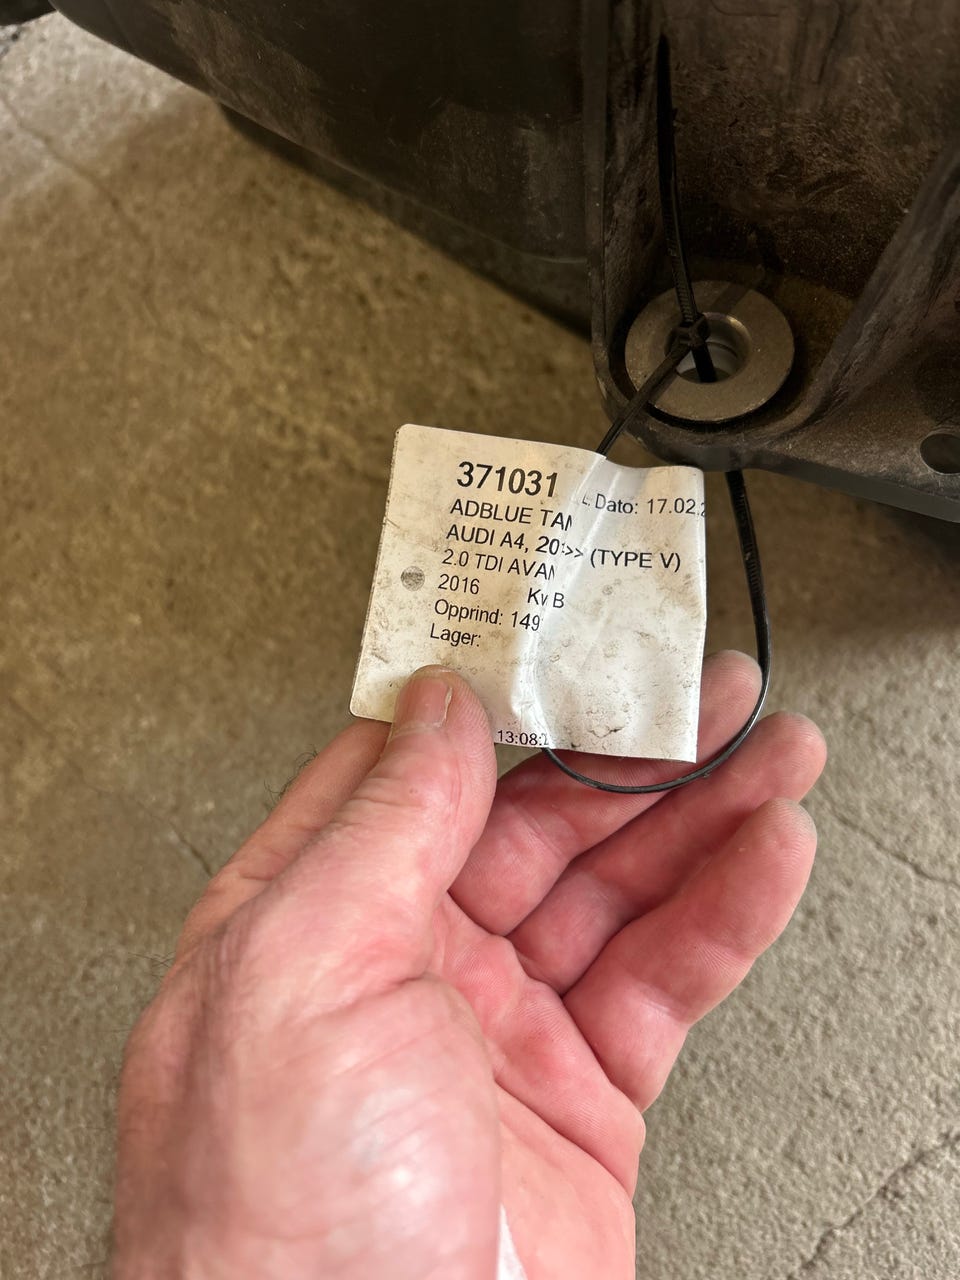 371031
Dato: 17.02.2
ADBLUE TAN
AUDI A4, 20>> (TYPE V)
2.0 TDI AVAN
2016 Kv B
Opprind: 149
Lager:
13:08: